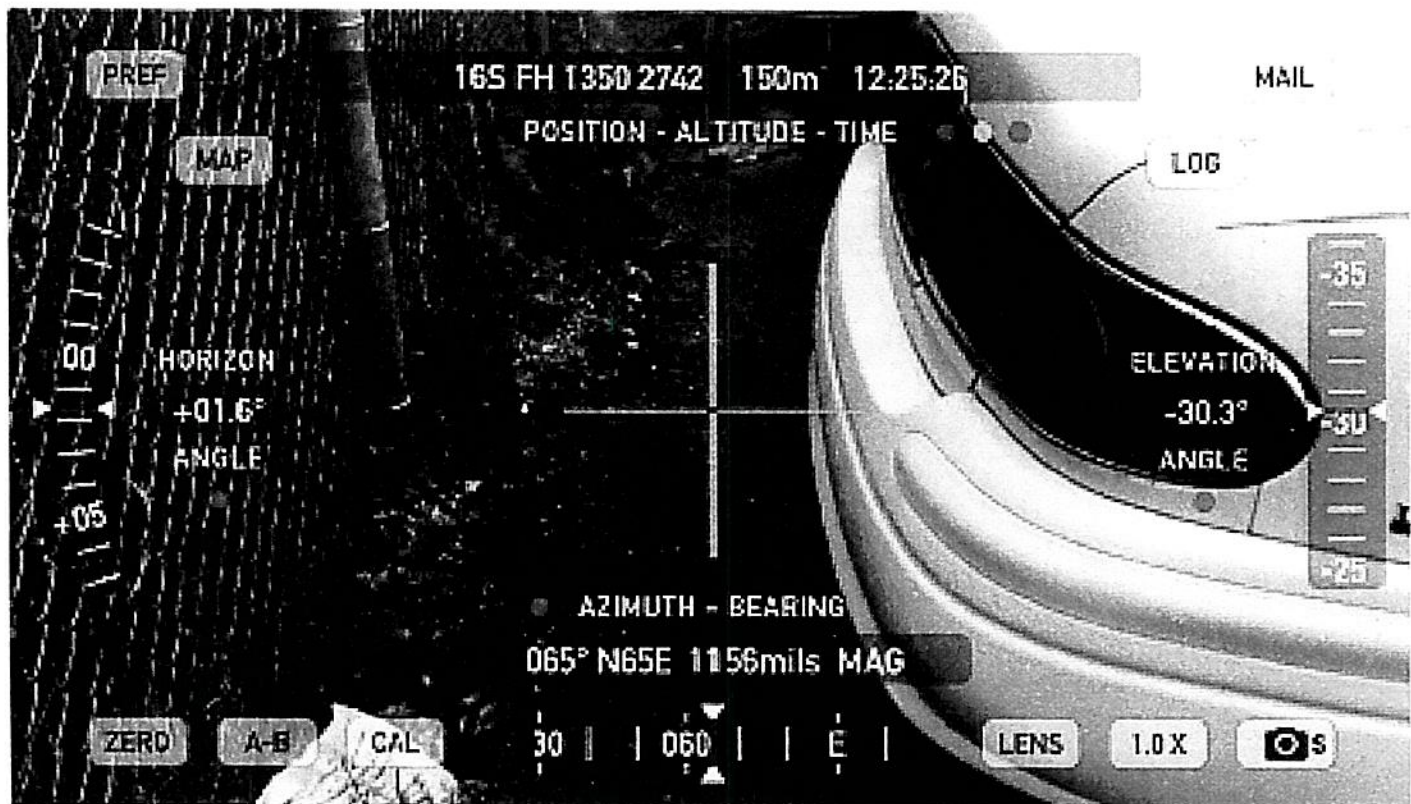 PREF
16S FH 1350 2742 150m 12:25:26
MAIL
POSITION - ALTITUDE - TIME
MAP
LOG
-35
00
HORIZON
ELEVATION
+01.6°
-30.3°
-30
ANGLE
ANGLE
+05
-25
AZIMUTH - BEARING
065° N65E 1156mils MAG
ZERO
A-B
CAL
30
060
E
LENS
1.0 X
S